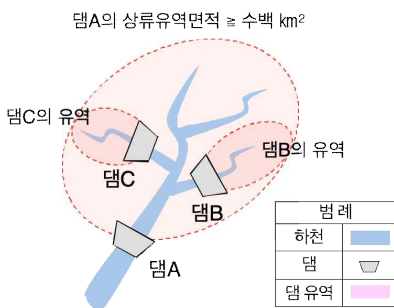 댐A의 상류유역면적 ≧ 수백 km²
댐C의 유역
댐B의 유역
댐C
댐B
댐A
범 례
하천
댐
댐 유역